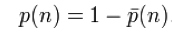 p(n) = 1 − p̄(n).